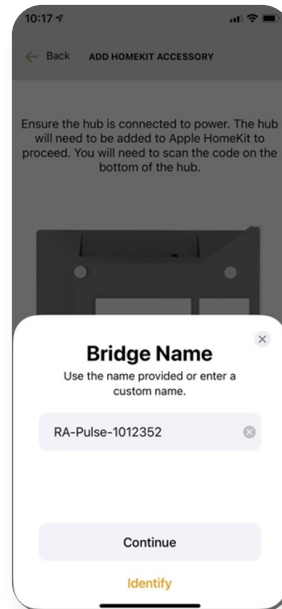 10:17
Back ADD HOMEKIT ACCESSORY
Ensure the hub is connected to power. The hub
will need to be added to Apple HomeKit to
proceed. You will need to scan the code on the
bottom of the hub.
Bridge Name
Use the name provided or enter a
custom name.
RA-Pulse-1012352
Continue
Identify